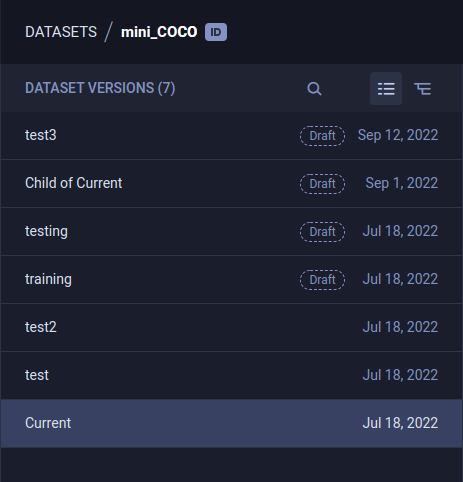 DATASETS / mini_COCO ID
DATASET VERSIONS (7)
test3 Draft Sep 12, 2022
Child of Current Draft Sep 1, 2022
testing Draft Jul 18, 2022
training Draft Jul 18, 2022
test2 Jul 18, 2022
test Jul 18, 2022
Current Jul 18, 2022